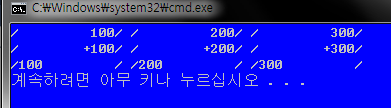 C:₩Windows₩system32₩cmd.exe
/       100/ /       200/ /       300/
/      +100/ /      +200/ /      +300/
/100       / /200       / /300       /
계속하려면 아무 키나 누르십시오 . . .